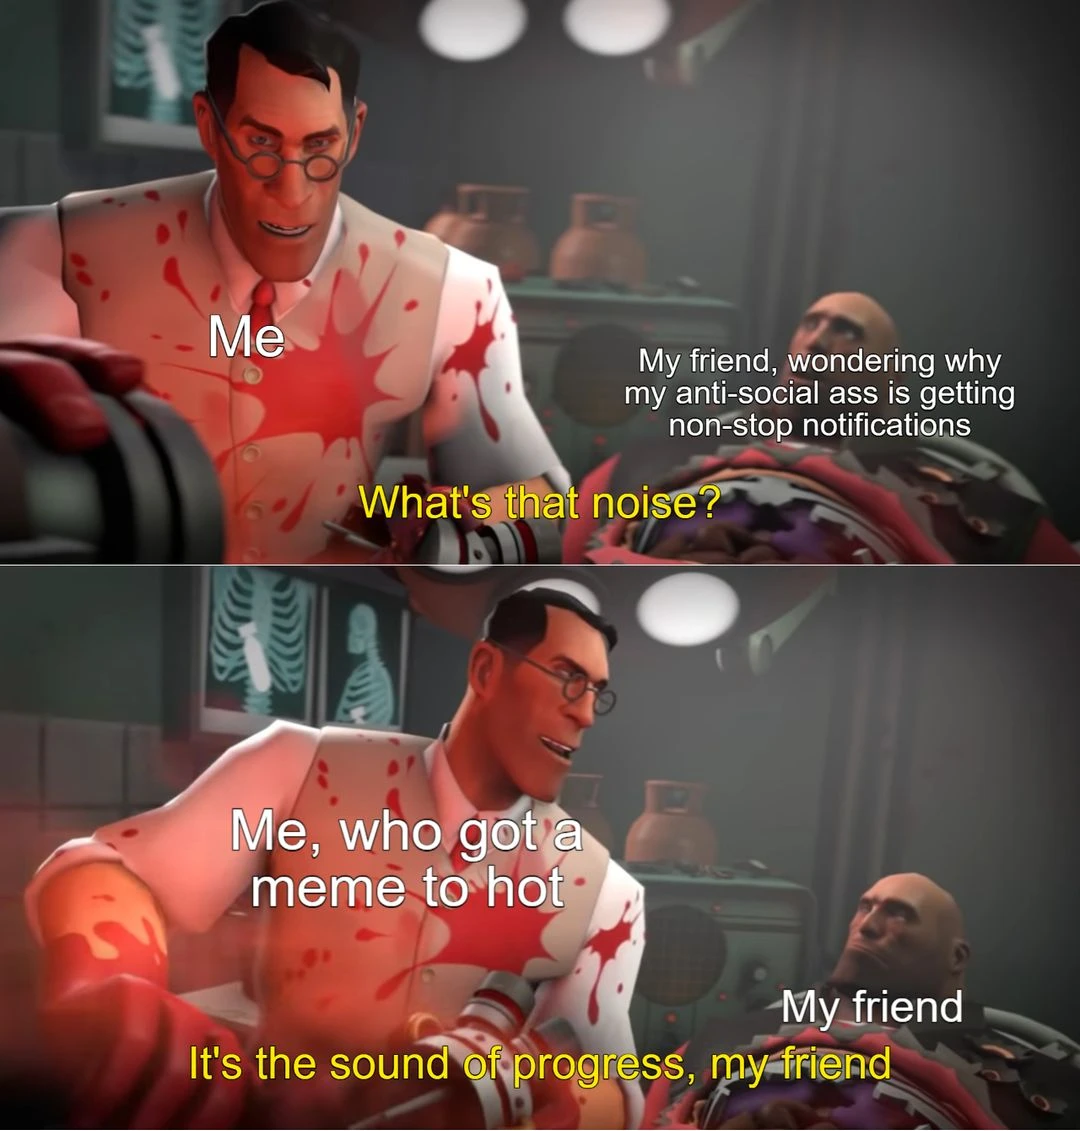 Me
My friend, wondering why
my anti-social ass is getting
non-stop notifications
What's that noise?
Me, who got a
meme to hot
My friend
It's the sound of progress, my friend